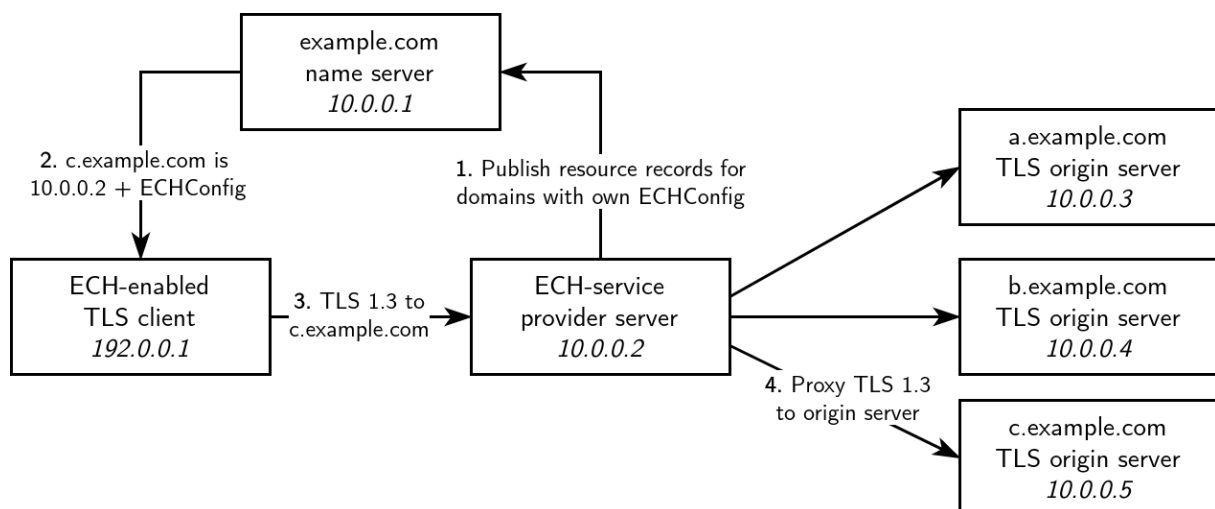 example.com
name server
10.0.0.1
2. c.example.com is
10.0.0.2 + ECHConfig
1. Publish resource records for
domains with own ECHConfig
a.example.com
TLS origin server
10.0.0.3
ECH-enabled
TLS client
192.0.0.1
3. TLS 1.3 to
c.example.com
ECH-service
provider server
10.0.0.2
b.example.com
TLS origin server
10.0.0.4
4. Proxy TLS 1.3
to origin server
c.example.com
TLS origin server
10.0.0.5